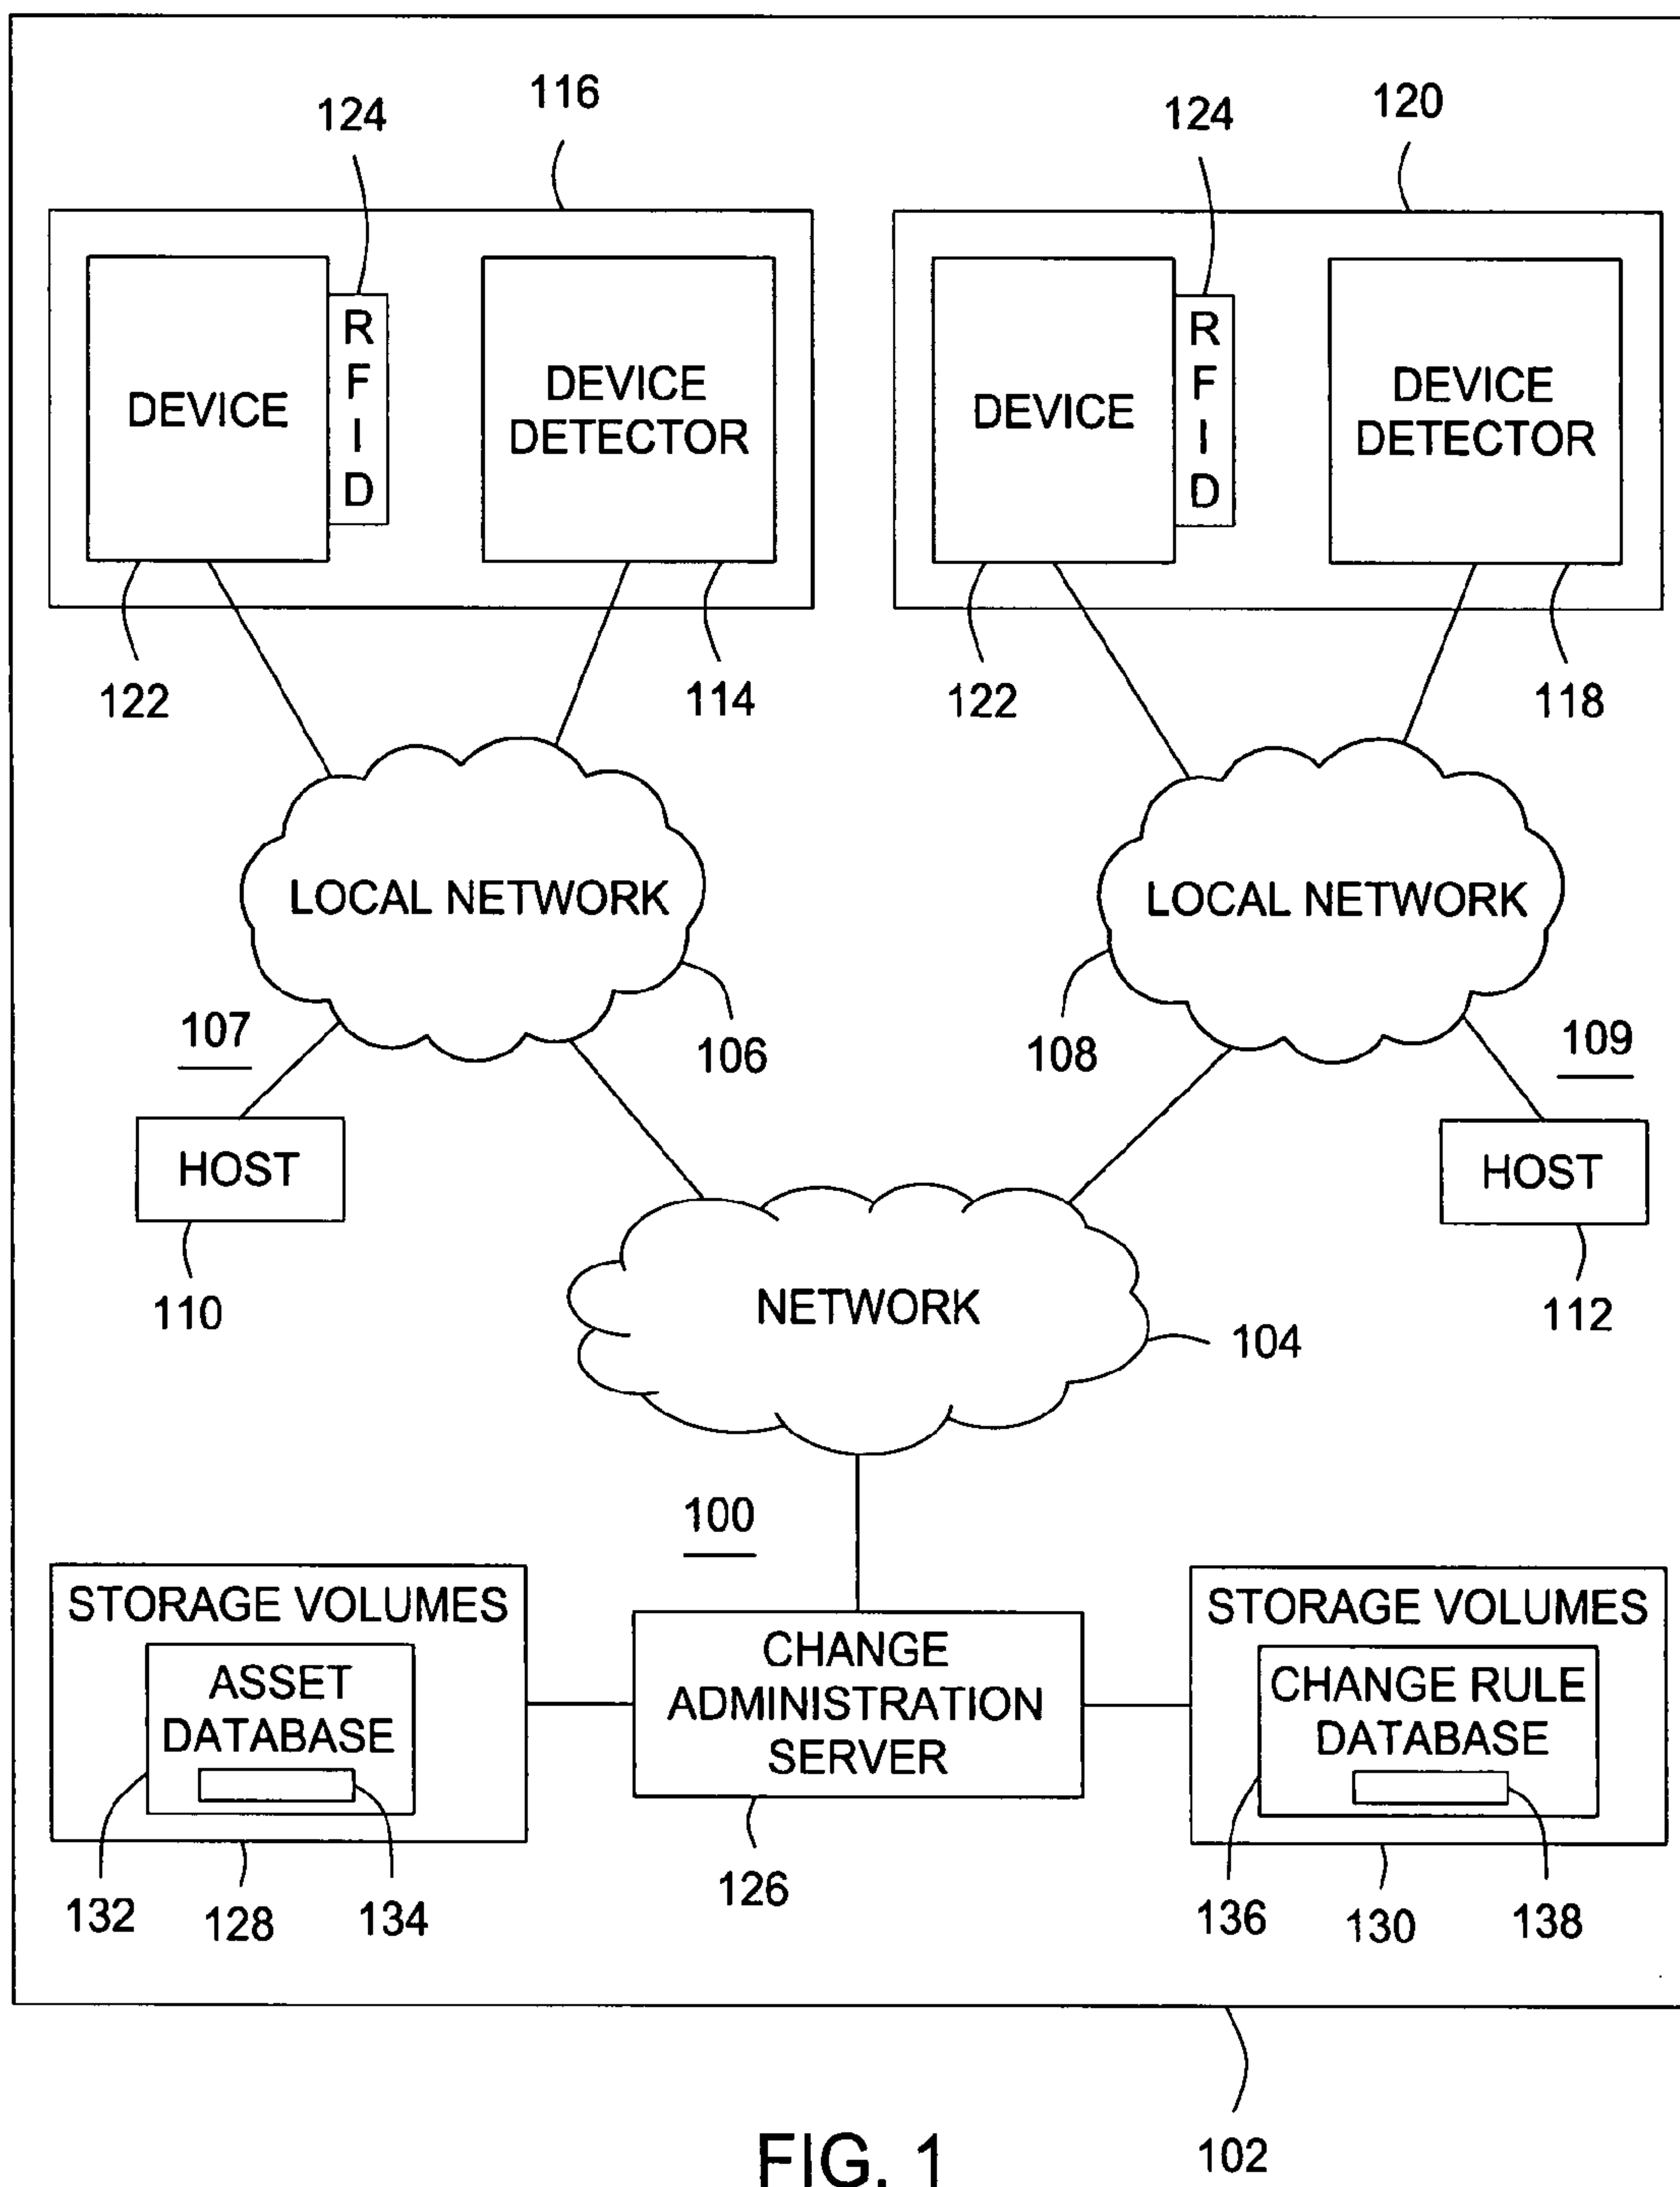 116
120
124
124
DEVICE
R
F
I
D
DEVICE
DETECTOR
DEVICE
R
F
I
D
DEVICE
DETECTOR
122
114
122
118
LOCAL NETWORK
LOCAL NETWORK
107
106
108
109
HOST
HOST
110
NETWORK
112
104
100
STORAGE VOLUMES
ASSET
DATABASE
CHANGE
ADMINISTRATION
SERVER
STORAGE VOLUMES
CHANGE RULE
DATABASE
132
128
134
126
136
130
138
102
FIG. 1